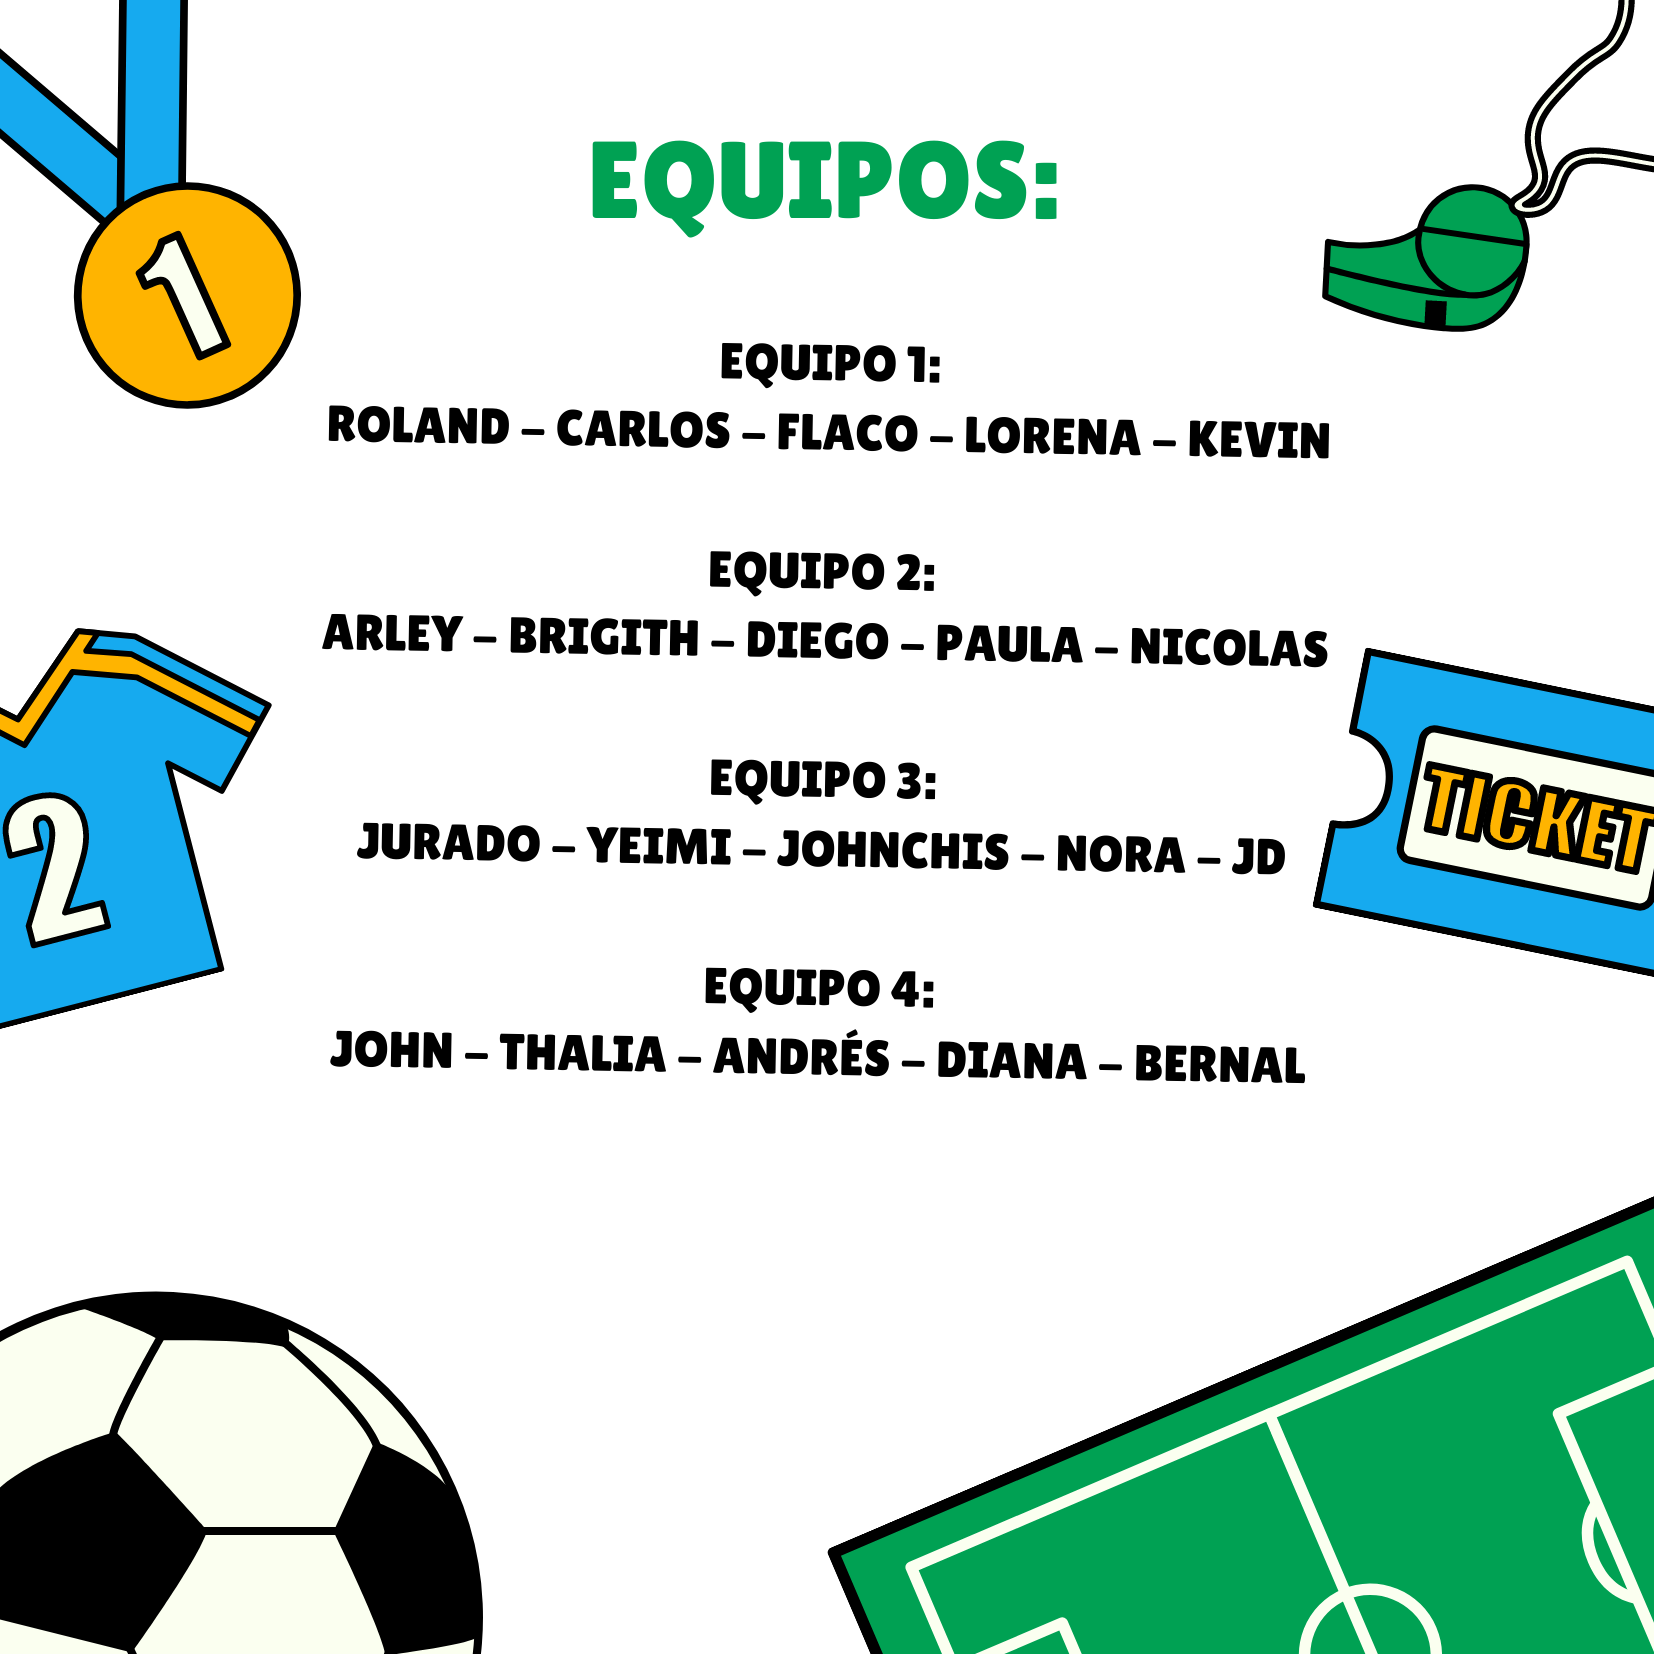 EQUIPOS:
1
EQUIPO 1:
ROLAND – CARLOS – FLACO – LORENA – KEVIN
EQUIPO 2:
ARLEY – BRIGITH – DIEGO – PAULA – NICOLAS
2
TICKET
EQUIPO 3:
JURADO – YEIMI – JOHNCHIS – NORA – JD
EQUIPO 4:
JOHN – THALIA – ANDRÉS – DIANA – BERNAL